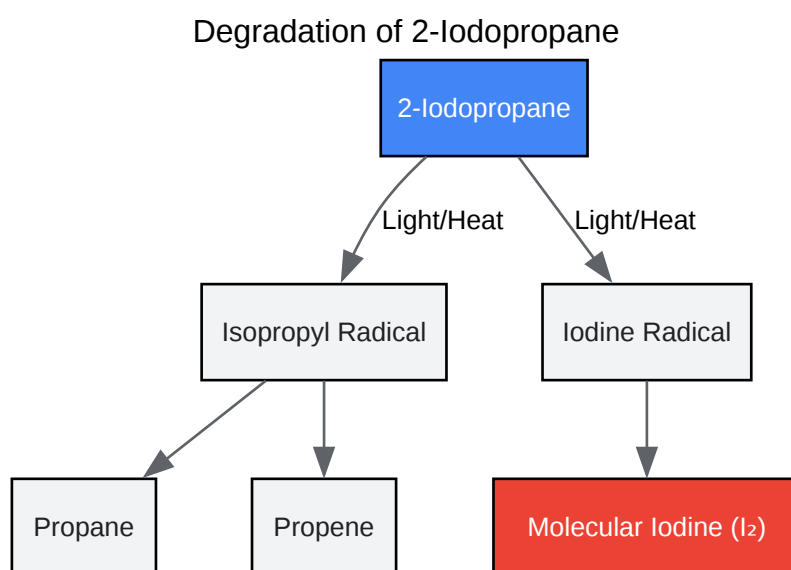 Degradation of 2-Iodopropane
2-Iodopropane
Light/Heat
Light/Heat
Isopropyl Radical
Iodine Radical
Propane
Propene
Molecular Iodine (I₂)